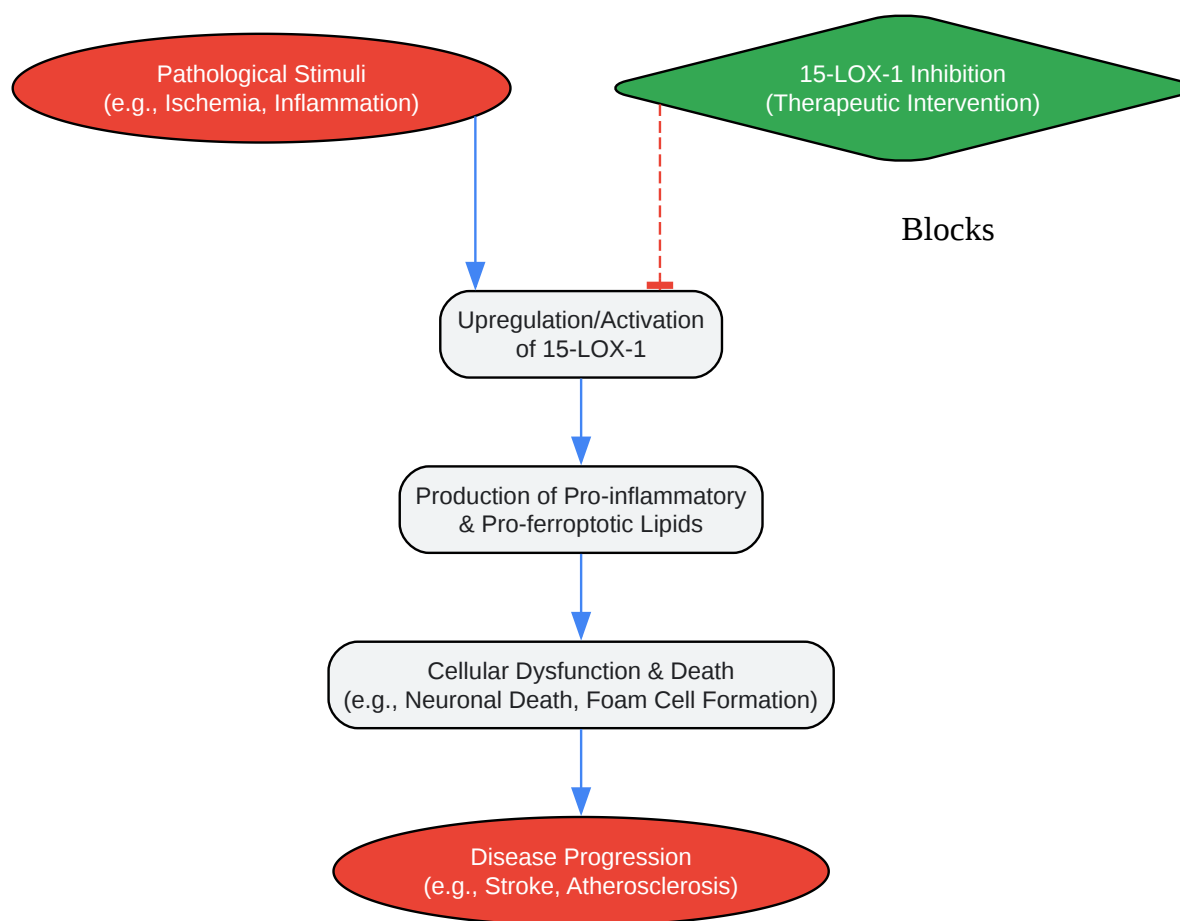 Pathological Stimuli
(e.g., Ischemia, Inflammation)
15-LOX-1 Inhibition
(Therapeutic Intervention)
Blocks
Upregulation/Activation
of 15-LOX-1
Production of Pro-inflammatory
& Pro-ferroptotic Lipids
Cellular Dysfunction & Death
(e.g., Neuronal Death, Foam Cell Formation)
Disease Progression
(e.g., Stroke, Atherosclerosis)